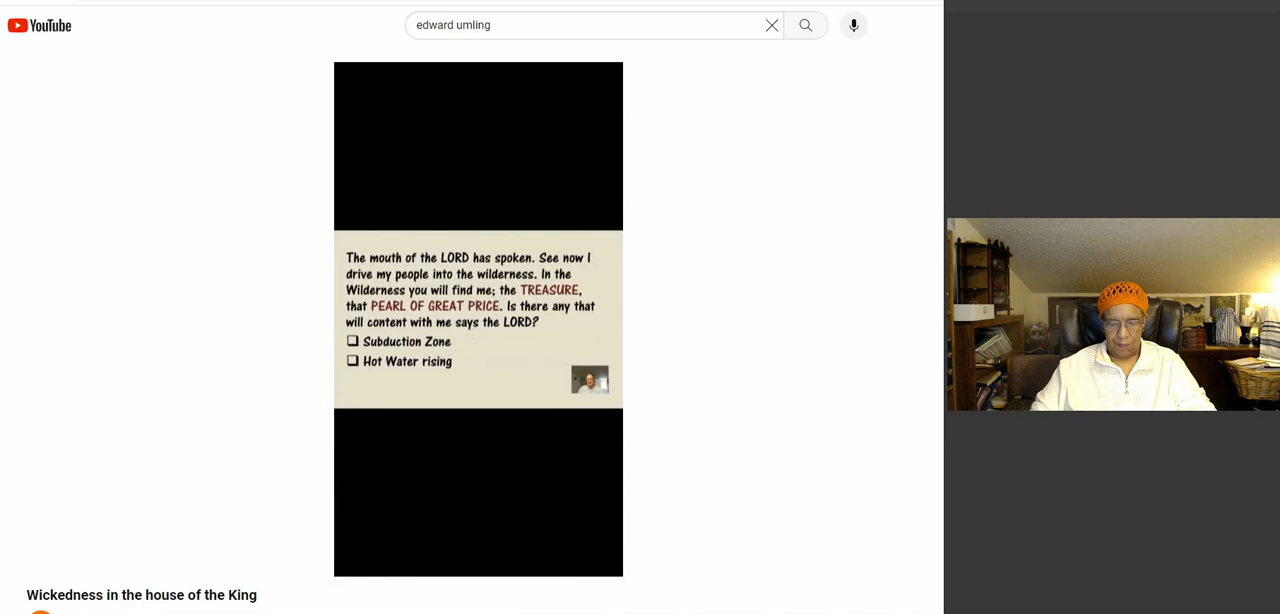 YouTube
edward umling
The mouth of the LORD has spoken. See now I
drive my people into the wilderness. In the
Wilderness you will find me; the TREASURE,
that PEARL OF GREAT PRICE. Is there any that
will content with me says the LORD?
Subduction Zone
Hot Water rising
Wickedness in the house of the King